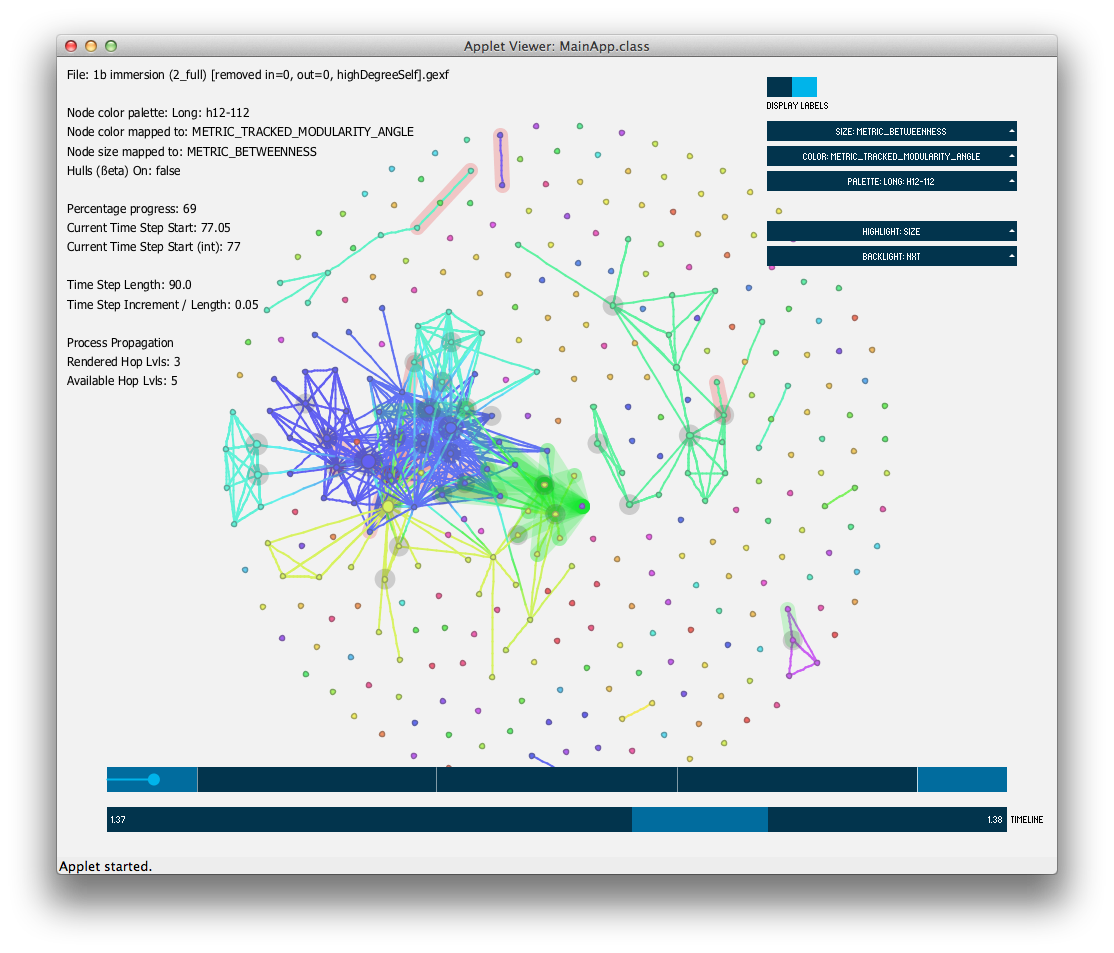 Applet Viewer: MainApp.class
File: 1b immersion (2_full) [removed in=0, out=0, highDegreeSelf].gexf
Node color palette: Long: h12-112
Node color mapped to: METRIC_TRACKED_MODULARITY_ANGLE
Node size mapped to: METRIC_BETWEENNESS
Hulls (ßeta) On: false
Percentage progress: 69
Current Time Step Start: 77.05
Current Time Step Start (int): 77
Time Step Length: 90.0
Time Step Increment / Length: 0.05
Process Propagation
Rendered Hop Lvls: 3
Available Hop Lvls: 5
DISPLAY LABELS
SIZE: METRIC_BETWEENNESS
COLOR: METRIC_TRACKED_MODULARITY_ANGLE
PALETTE: LONG: H12-112
HIGHLIGHT: SIZE
BACKLIGHT: NXT
1.37
1.38
TIMELINE
Applet started.